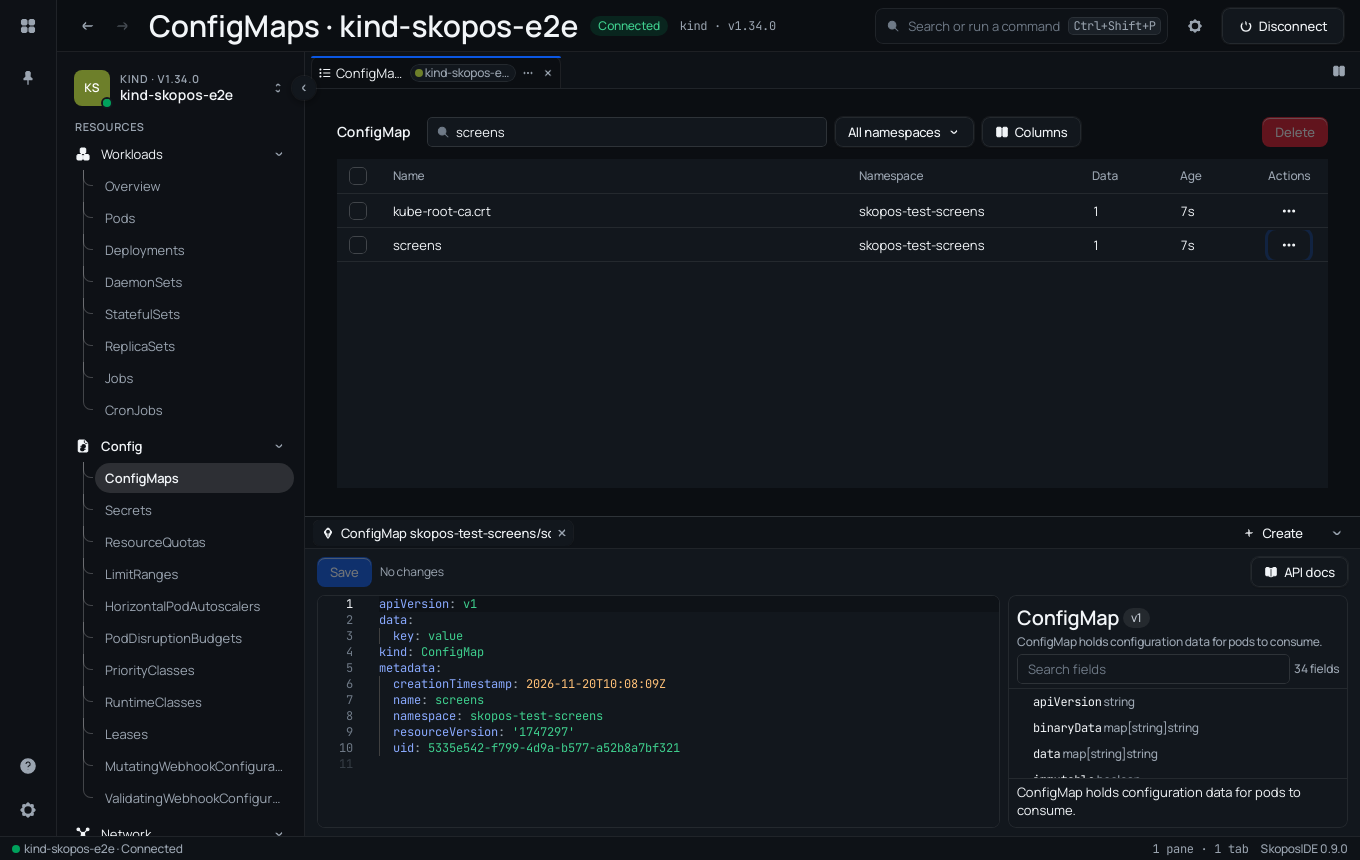 ConfigMaps · kind-skopos-e2e
Connected
kind · v1.34.0
Search or run a command
Ctrl+Shift+P
Disconnect
KS
KIND · V1.34.0
kind-skopos-e2e
ConfigMa...
kind-skopos-e...
RESOURCES
Workloads
Overview
Pods
Deployments
DaemonSets
StatefulSets
ReplicaSets
Jobs
CronJobs
Config
ConfigMaps
Secrets
ResourceQuotas
LimitRanges
HorizontalPodAutoscalers
PodDisruptionBudgets
PriorityClasses
RuntimeClasses
Leases
MutatingWebhookConfigura...
ValidatingWebhookConfigur...
Network
ConfigMap
screens
All namespaces
Columns
Delete
Name Namespace Data Age Actions
kube-root-ca.crt skopos-test-screens 1 7s
screens skopos-test-screens 1 7s
ConfigMap skopos-test-screens/sc
+ Create
Save
No changes
API docs
1 apiVersion: v1
2 data:
3 key: value
4 kind: ConfigMap
5 metadata:
6 creationTimestamp: 2026-11-20T10:08:09Z
7 name: screens
8 namespace: skopos-test-screens
9 resourceVersion: '1747297'
10 uid: 5335e542-f799-4d9a-b577-a52b8a7bf321
11
ConfigMap v1
ConfigMap holds configuration data for pods to consume.
Search fields
34 fields
apiVersion string
binaryData map[string]string
data map[string]string
immutable boolean
ConfigMap holds configuration data for pods to
consume.
kind-skopos-e2e · Connected
1 pane · 1 tab
SkoposIDE 0.9.0